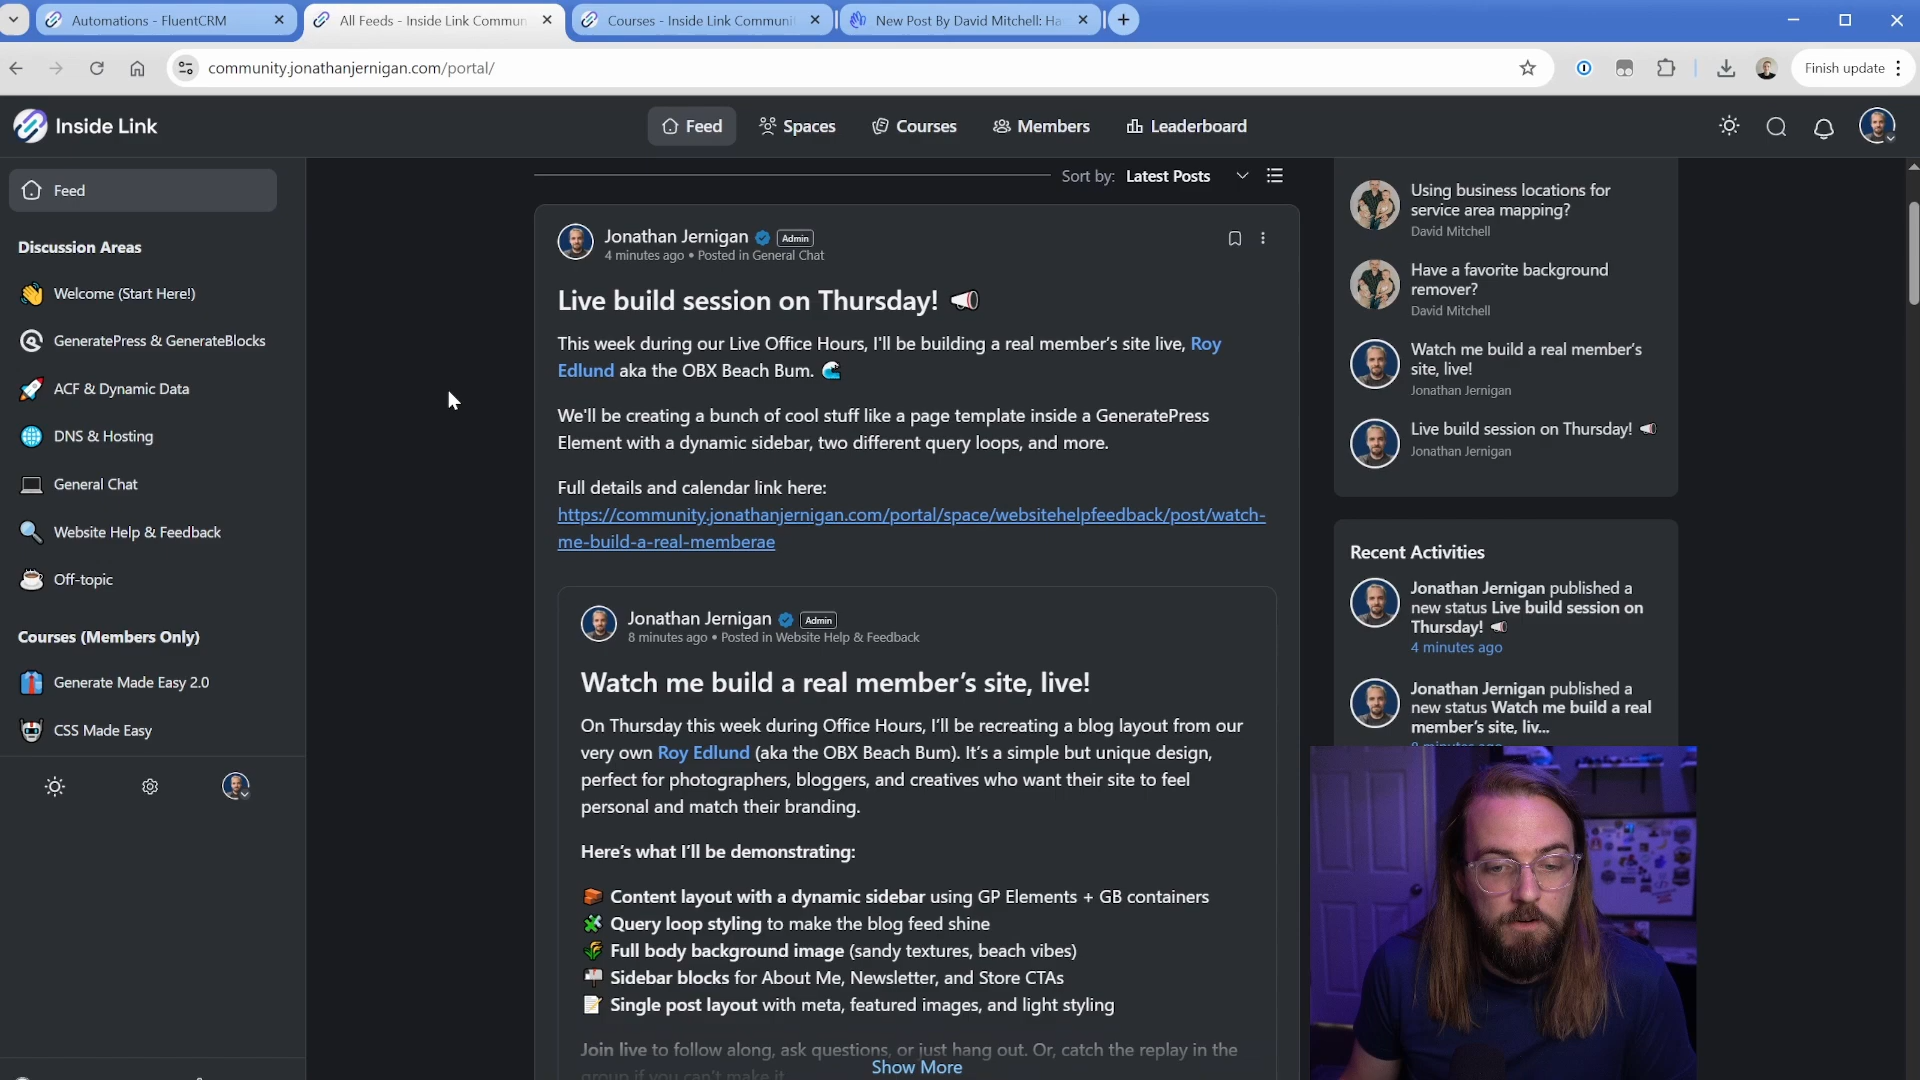 Automations - FluentCRM
All Feeds - Inside Link Commun
Courses - Inside Link Communit
New Post By David Mitchell: Ha
community.jonathanjernigan.com/portal/
Finish update
Inside Link
Feed
Spaces
Courses
Members
Leaderboard
Feed
Discussion Areas
Welcome (Start Here!)
GeneratePress & GenerateBlocks
ACF & Dynamic Data
DNS & Hosting
General Chat
Website Help & Feedback
Off-topic
Courses (Members Only)
Generate Made Easy 2.0
CSS Made Easy
Sort by: Latest Posts
Jonathan Jernigan Admin
4 minutes ago • Posted in General Chat
Live build session on Thursday! 📣
This week during our Live Office Hours, I'll be building a real member's site live, Roy
Edlund aka the OBX Beach Bum. 🌊
We'll be creating a bunch of cool stuff like a page template inside a GeneratePress
Element with a dynamic sidebar, two different query loops, and more.
Full details and calendar link here:
https://community.jonathanjernigan.com/portal/space/websitehelpfeedback/post/watch-
me-build-a-real-memberae
Jonathan Jernigan Admin
8 minutes ago • Posted in Website Help & Feedback
Watch me build a real member’s site, live!
On Thursday this week during Office Hours, I’ll be recreating a blog layout from our
very own Roy Edlund (aka the OBX Beach Bum). It’s a simple but unique design,
perfect for photographers, bloggers, and creatives who want their site to feel
personal and match their branding.
Here’s what I’ll be demonstrating:
🧱 Content layout with a dynamic sidebar using GP Elements + GB containers
🧩 Query loop styling to make the blog feed shine
🌾 Full body background image (sandy textures, beach vibes)
📬 Sidebar blocks for About Me, Newsletter, and Store CTAs
📝 Single post layout with meta, featured images, and light styling
Join live to follow along, ask questions, or just hang out. Or, catch the replay in the
group if you can't make it.
Show More
Using business locations for
service area mapping?
David Mitchell
Have a favorite background
remover?
David Mitchell
Watch me build a real member’s
site, live!
Jonathan Jernigan
Live build session on Thursday! 📣
Jonathan Jernigan
Recent Activities
Jonathan Jernigan published a
new status Live build session on
Thursday! 📣
4 minutes ago
Jonathan Jernigan published a
new status Watch me build a real
member’s site, liv...
8 minutes ago